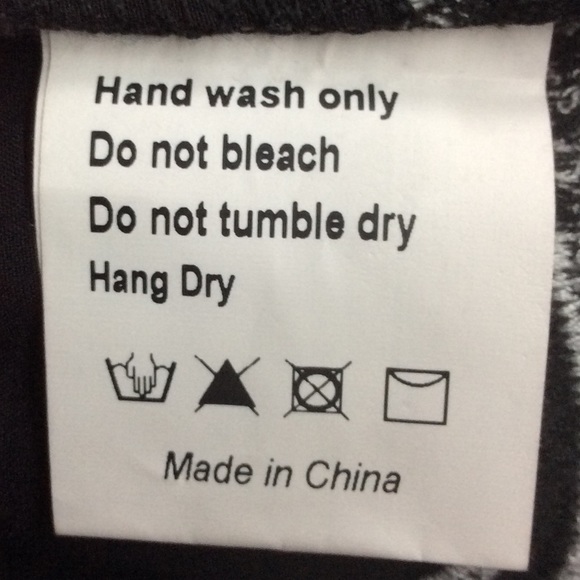 Hand wash only
Do not bleach
Do not tumble dry
Hang Dry
Made in China